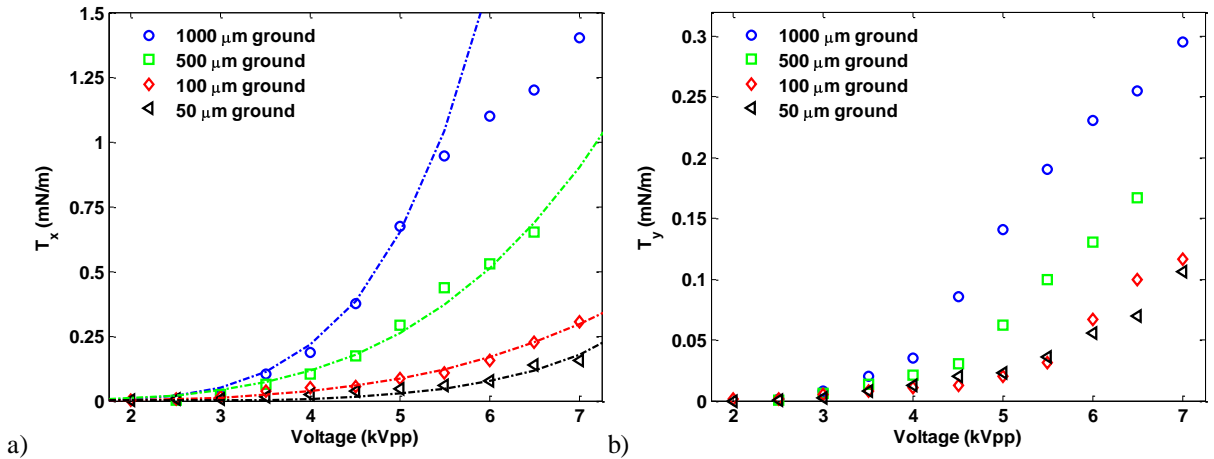 1.5
1.25
1
0.75
0.5
0.25
0
T_x (mN/m)
1000 μm ground
500 μm ground
100 μm ground
50 μm ground
2 3 4 5 6 7
Voltage (kVpp)
a)
0.3
0.25
0.2
0.15
0.1
0.05
0
T_y (mN/m)
1000 μm ground
500 μm ground
100 μm ground
50 μm ground
2 3 4 5 6 7
Voltage (kVpp)
b)